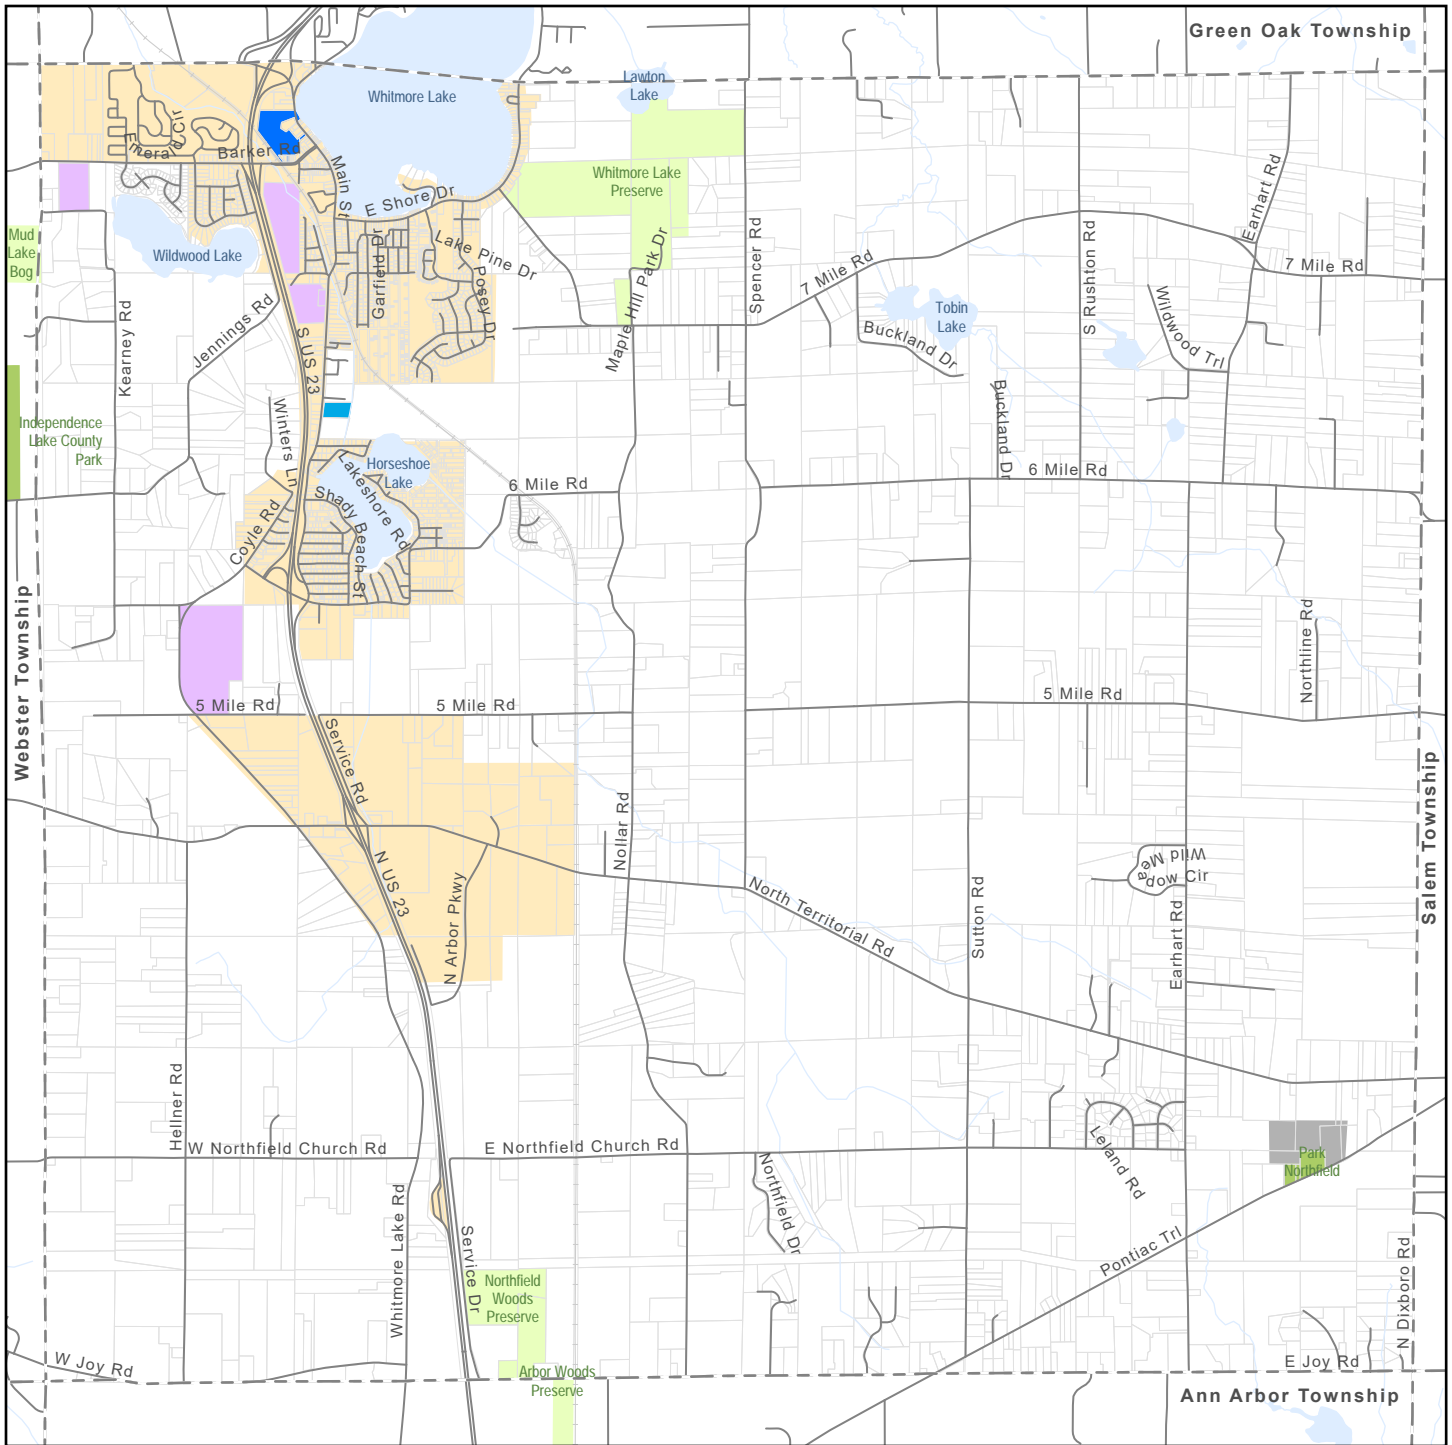 Green Oak Township
Whitmore Lake
Lawton
Lake
Emerald Cir
Barker Rd
Main St
E Shore Dr
Whitmore Lake
Preserve
Earhart Rd
Mud
Lake
Bog
Wildwood Lake
Garfield Dr
Lake Pine Dr
Posey Dr
Maple Hill Park Dr
Spencer Rd
7 Mile Rd
S Rushton Rd
7 Mile Rd
Kearney Rd
Jennings Rd
S US 23
Tobin
Lake
Buckland Dr
Wildwood Trl
Buckland Dr
Independence
Lake County
Park
Winters Ln
Horseshoe
Lake
Lakeshore Rd
Shady Beach St
Coyle Rd
6 Mile Rd
6 Mile Rd
Webster Township
Northline Rd
5 Mile Rd
5 Mile Rd
5 Mile Rd
Service Rd
Salem Township
Nollar Rd
N US 23
N Arbor Pkwy
North Territorial Rd
Sutton Rd
Wild Mea
dow Cir
Earhart Rd
Hellner Rd
W Northfield Church Rd
E Northfield Church Rd
Leland Rd
Park
Northfield
Northfield Dr
Whitmore Lake Rd
Service Dr
Pontiac Trl
N Dixboro Rd
Northfield
Woods
Preserve
W Joy Rd
E Joy Rd
Arbor Woods
Preserve
Ann Arbor Township